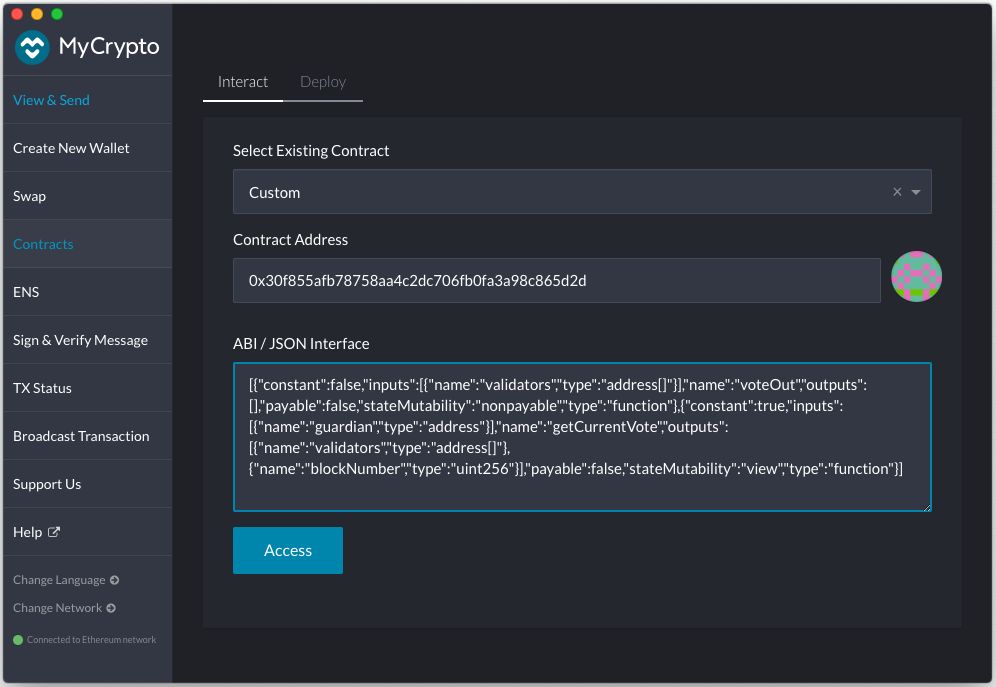 MyCrypto
View & Send
Create New Wallet
Swap
Contracts
ENS
Sign & Verify Message
TX Status
Broadcast Transaction
Support Us
Help
Change Language
Change Network
Connected to Ethereum network
Interact
Deploy
Select Existing Contract
Custom
Contract Address
0x30f855afb78758aa4c2dc706fb0fa3a98c865d2d
ABI / JSON Interface
[{"constant":false,"inputs":[{"name":"validators","type":"address[]"}],"name":"voteOut","outputs":
[],"payable":false,"stateMutability":"nonpayable","type":"function"},{"constant":true,"inputs":
[{"name":"guardian","type":"address"}],"name":"getCurrentVote","outputs":
[{"name":"validators","type":"address[]"},
{"name":"blockNumber","type":"uint256"}],"payable":false,"stateMutability":"view","type":"function"}]
Access